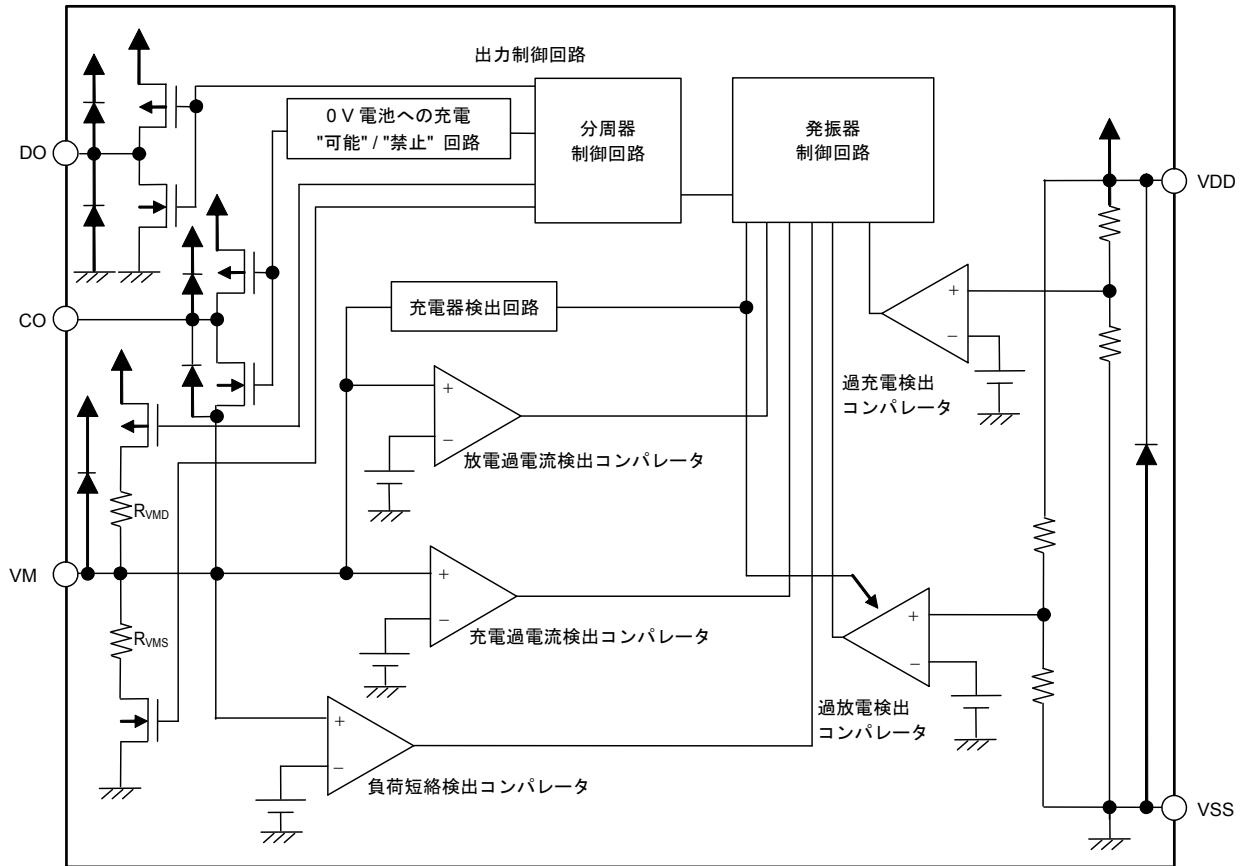 出力制御回路
0 V 電池への充電
"可能" / "禁止" 回路
分周器
制御回路
発振器
制御回路
DO
VDD
充電器検出回路
CO
+
−
過充電検出
コンパレータ
+
−
放電過電流検出コンパレータ
RVMD
VM
+
−
充電過電流検出コンパレータ
RVMS
+
−
過放電検出
コンパレータ
+
−
負荷短絡検出コンパレータ
VSS